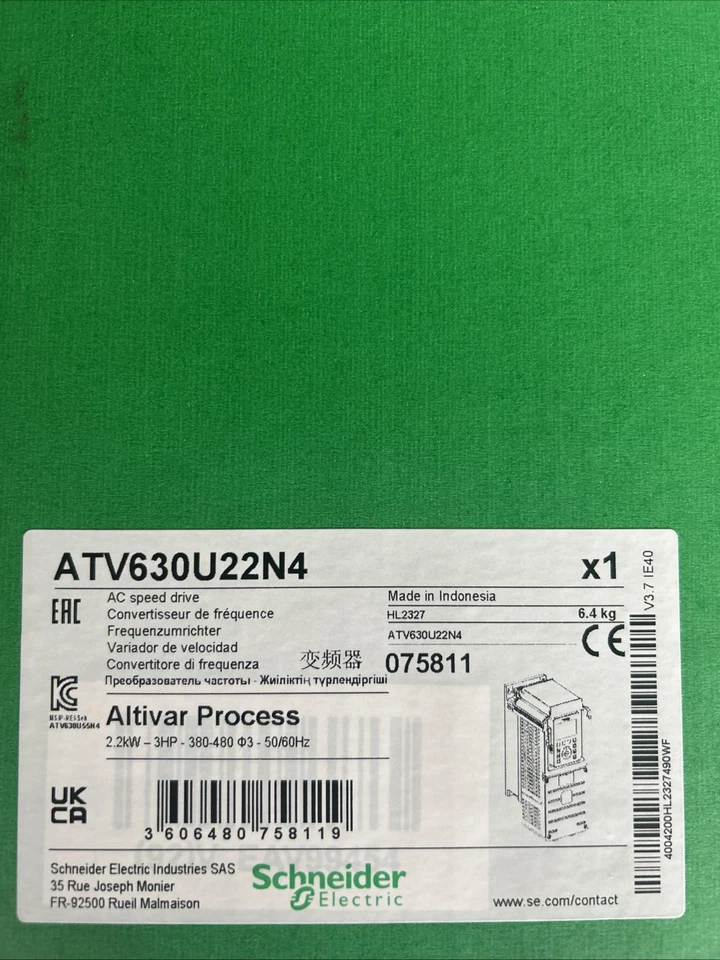 ATV630U22N4
x1
AC speed drive
Convertisseur de fréquence
Frequenzumrichter
Variador de velocidad
Convertitore di frequenza
变频器
Преобразователь частоты - Жиіліктің түрлендіргіші
Made in Indonesia
HL2327
6.4 kg
ATV630U22N4
075811
EAC
CE
V3.7 IE40
ATV630U55N4
Altivar Process
2.2kW – 3HP - 380-480 Φ3 - 50/60Hz
UK
CA
3 606480 758119
4004200HL2327490WF
Schneider Electric Industries SAS
35 Rue Joseph Monier
FR-92500 Rueil Malmaison
Schneider
Electric
www.se.com/contact